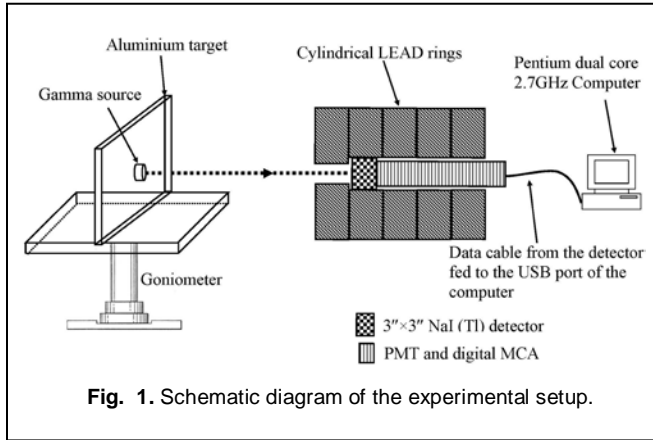 Aluminium target
Gamma source
Cylindrical LEAD rings
Pentium dual core
2.7GHz Computer
Goniometer
Data cable from the detector
fed to the USB port of the
computer
3"×3" NaI (Tl) detector
PMT and digital MCA
Fig. 1. Schematic diagram of the experimental setup.